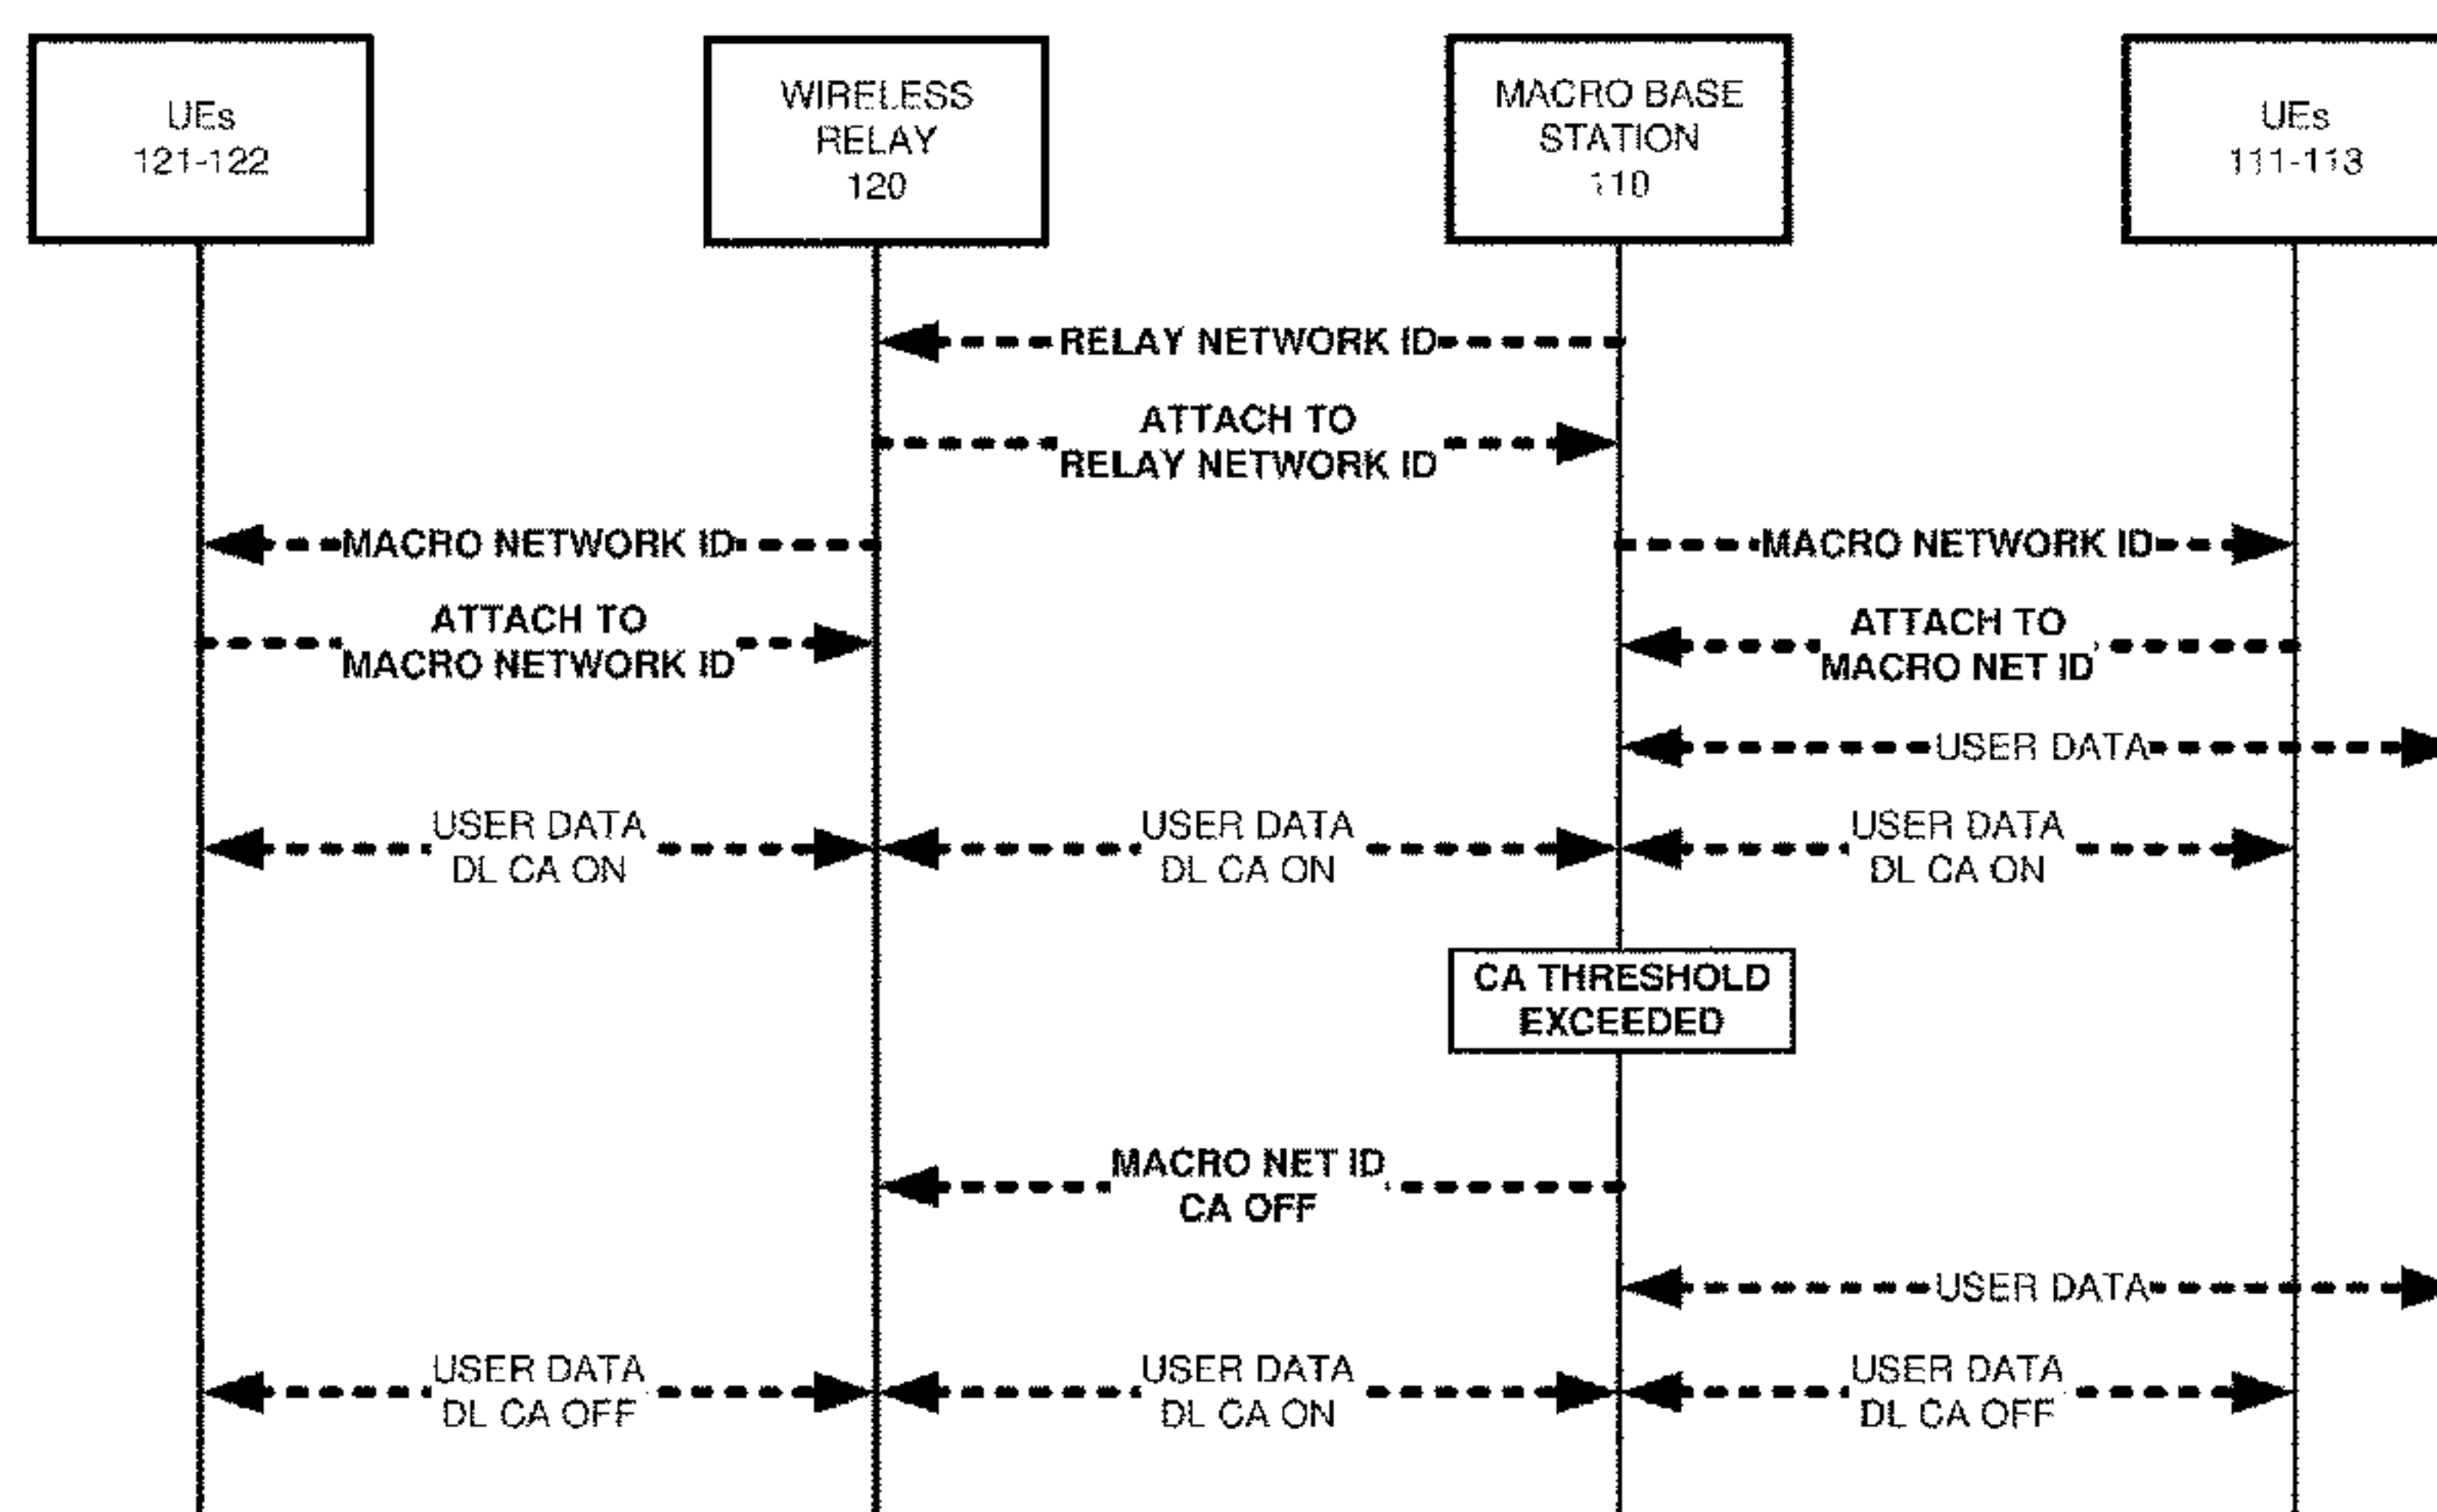 UEs
121-122
WIRELESS
RELAY
120
MACRO BASE
STATION
110
UEs
111-113
RELAY NETWORK ID
ATTACH TO
RELAY NETWORK ID
MACRO NETWORK ID
MACRO NETWORK ID
ATTACH TO
MACRO NETWORK ID
ATTACH TO
MACRO NET ID
USER DATA
USER DATA
DL CA ON
USER DATA
DL CA ON
USER DATA
DL CA ON
CA THRESHOLD
EXCEEDED
MACRO NET ID
CA OFF
USER DATA
USER DATA
DL CA OFF
USER DATA
DL CA ON
USER DATA
DL CA OFF